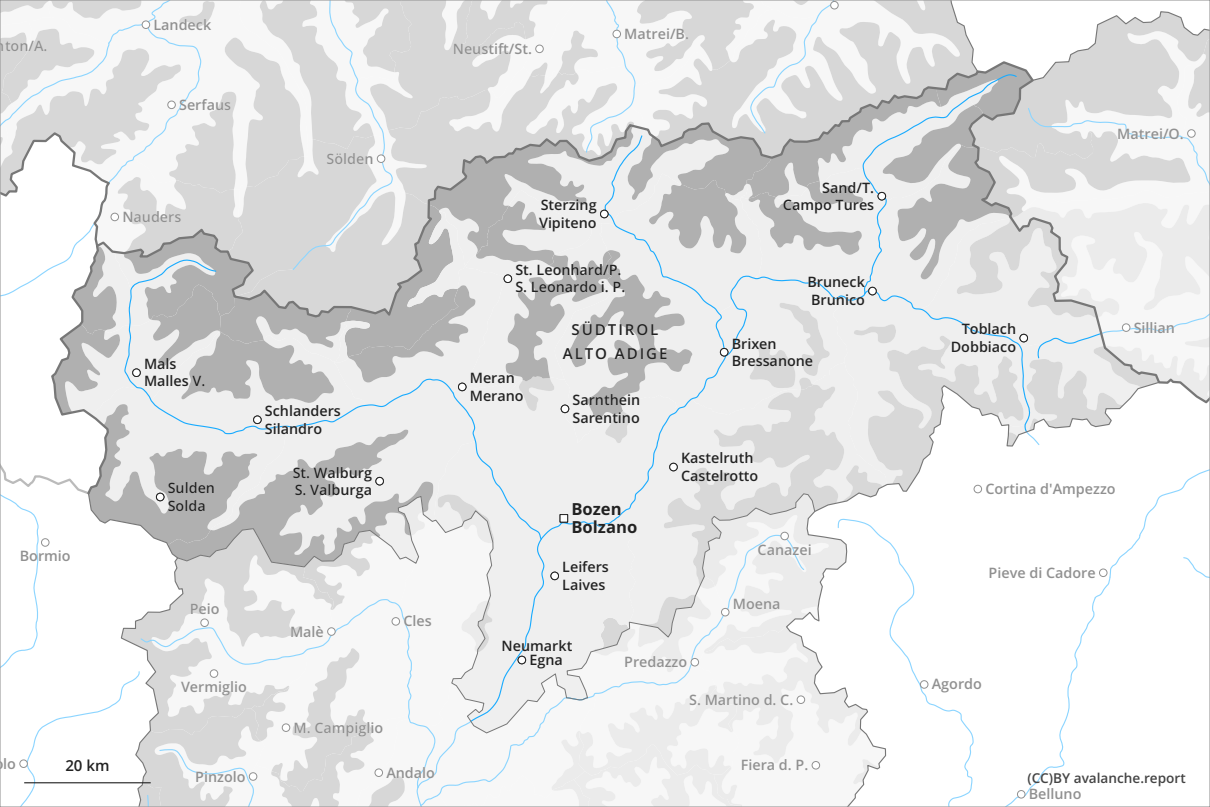 Landeck
nton/A.
Neustift/St.
Matrei/B.
Serfaus
Matrei/O.
Sölden
Nauders
Sand/T.
Campo Tures
Sterzing
Vipiteno
St. Leonhard/P.
S. Leonardo i. P.
Bruneck
Brunico
SÜDTIROL
ALTO ADIGE
Toblach
Dobbiaco
Sillian
Brixen
Bressanone
Mals
Malles V.
Meran
Merano
Sarnthein
Sarentino
Schlanders
Silandro
Kastelruth
Castelrotto
St. Walburg
S. Valburga
Sulden
Solda
Cortina d'Ampezzo
Bozen
Bolzano
Bormio
Canazei
Leifers
Laives
Pieve di Cadore
Peio
Moena
Malè
Cles
Neumarkt
Egna
Predazzo
Vermiglio
Agordo
S. Martino d. C.
M. Campiglio
Fiera d. P.
olo
20 km
Pinzolo
Andalo
(CC)BY avalanche.report
Belluno